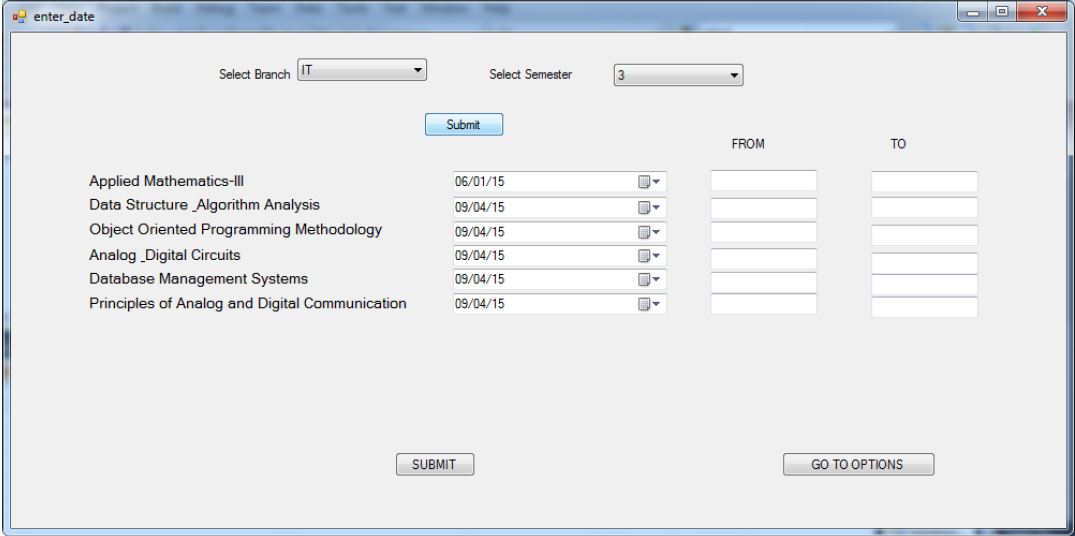 enter_date
Select Branch IT Select Semester 3
Submit
FROM TO
Applied Mathematics-III 06/01/15
Data Structure _Algorithm Analysis 09/04/15
Object Oriented Programming Methodology 09/04/15
Analog _Digital Circuits 09/04/15
Database Management Systems 09/04/15
Principles of Analog and Digital Communication 09/04/15
SUBMIT GO TO OPTIONS